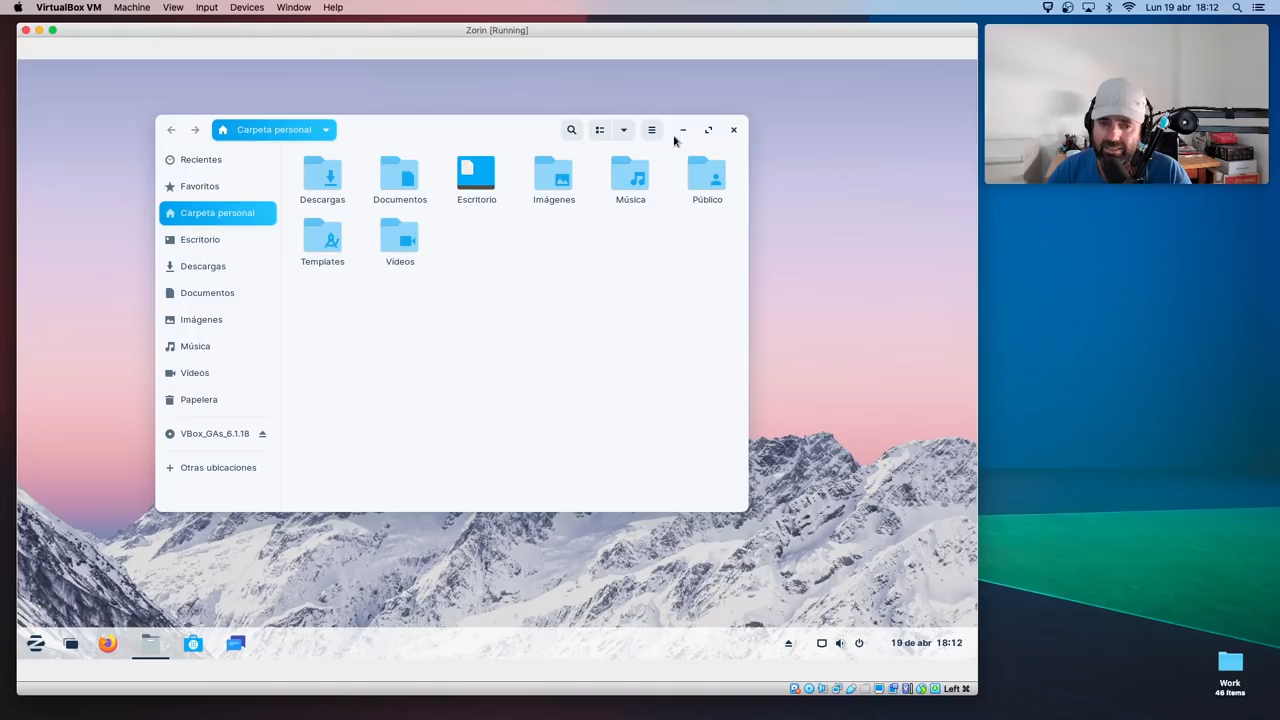 VirtualBox VM Machine View Input Devices Window Help Lun 19 abr 18:12
Zorin [Running]
Carpeta personal
Recientes
Favoritos
Carpeta personal
Escritorio
Descargas
Documentos
Imágenes
Música
Vídeos
Papelera
VBox_GAs_6.1.18
Otras ubicaciones
Descargas Documentos Escritorio Imágenes Música Público
Templates Vídeos
19 de abr 18:12
Left ⌘
Work
46 items